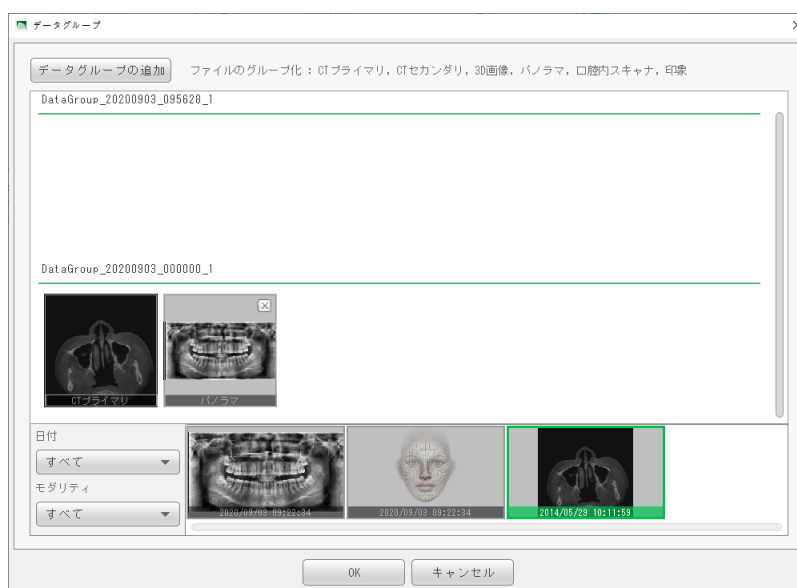 データグループ
データグループの追加
ファイルのグループ化 : CTプライマリ, CTセカンダリ, 3D画像, パノラマ, 口腔内スキャナ, 印象
DataGroup_20200903_095628_1
DataGroup_20200903_000000_1
CTプライマリ
パノラマ
日付
すべて
モダリティ
すべて
2020/09/03 09:22:34
2020/09/03 09:22:34
2014/05/29 10:11:59
OK
キャンセル